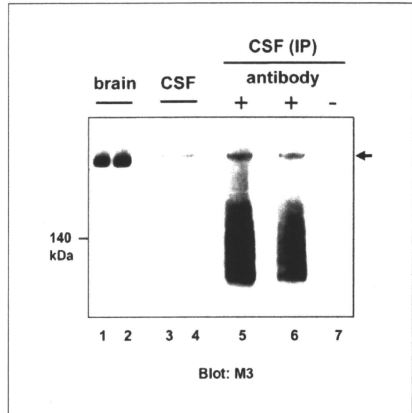 CSF (IP)
brain CSF antibody
+ + -
140
kDa
1 2 3 4 5 6 7
Blot: M3